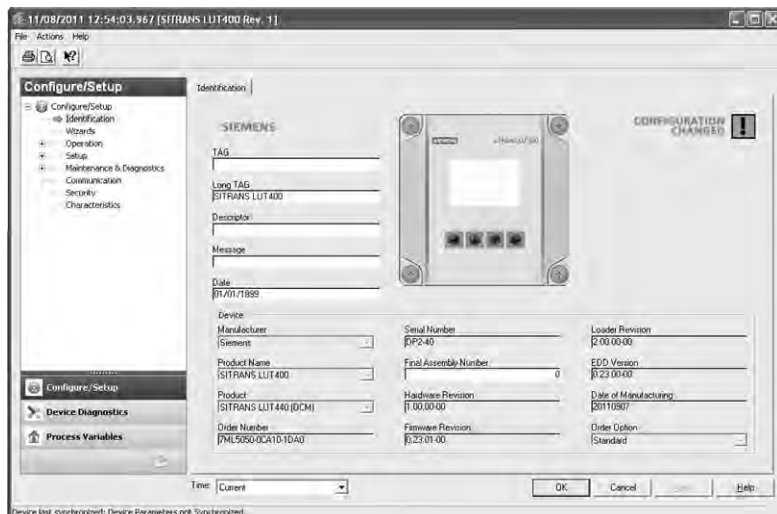 11/08/2011 12:54:03.967 [SITRANS LUT400 Rev. 1]
File Actions Help
Configure/Setup
Configure/Setup
Identification
Wizards
Operation
Setup
Maintenance & Diagnostics
Communication
Security
Characteristics
Configure/Setup
Device Diagnostics
Process Variables
Identification
SIEMENS
CONFIGURATION
CHANGED
TAG
Long TAG
SITRANS LUT400
Descriptor
Message
Date
01/01/1899
Device
Manufacturer
Siemens
Product Name
SITRANS LUT400
Product
SITRANS LUT440 (DCM)
Order Number
7ML5050-0CA10-1DA0
Serial Number
DP2-40
Final Assembly Number
0
Hardware Revision
1.00.00-00
Firmware Revision
0.23.01-00
Loader Revision
2.00.00-00
EDD Version
0.23.00-00
Date of Manufacturing
20110907
Order Option
Standard
Time: Current
OK Cancel Help
Device last synchronized: Device Parameters not Synchronized.